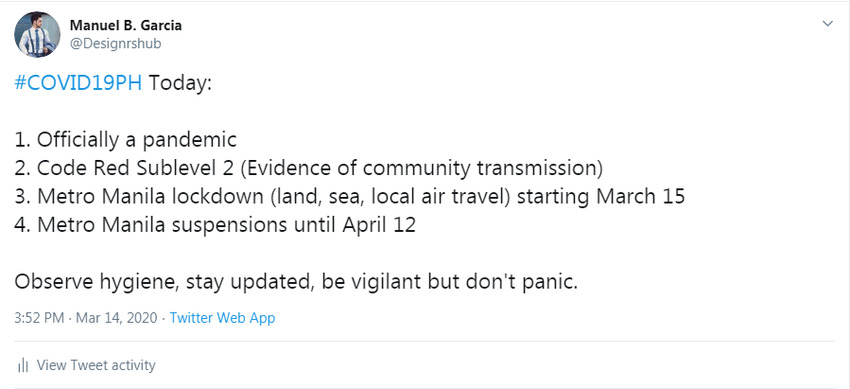 Manuel B. Garcia
@Designrshub
#COVID19PH Today:
1. Officially a pandemic
2. Code Red Sublevel 2 (Evidence of community transmission)
3. Metro Manila lockdown (land, sea, local air travel) starting March 15
4. Metro Manila suspensions until April 12
Observe hygiene, stay updated, be vigilant but don't panic.
3:52 PM · Mar 14, 2020 · Twitter Web App
View Tweet activity